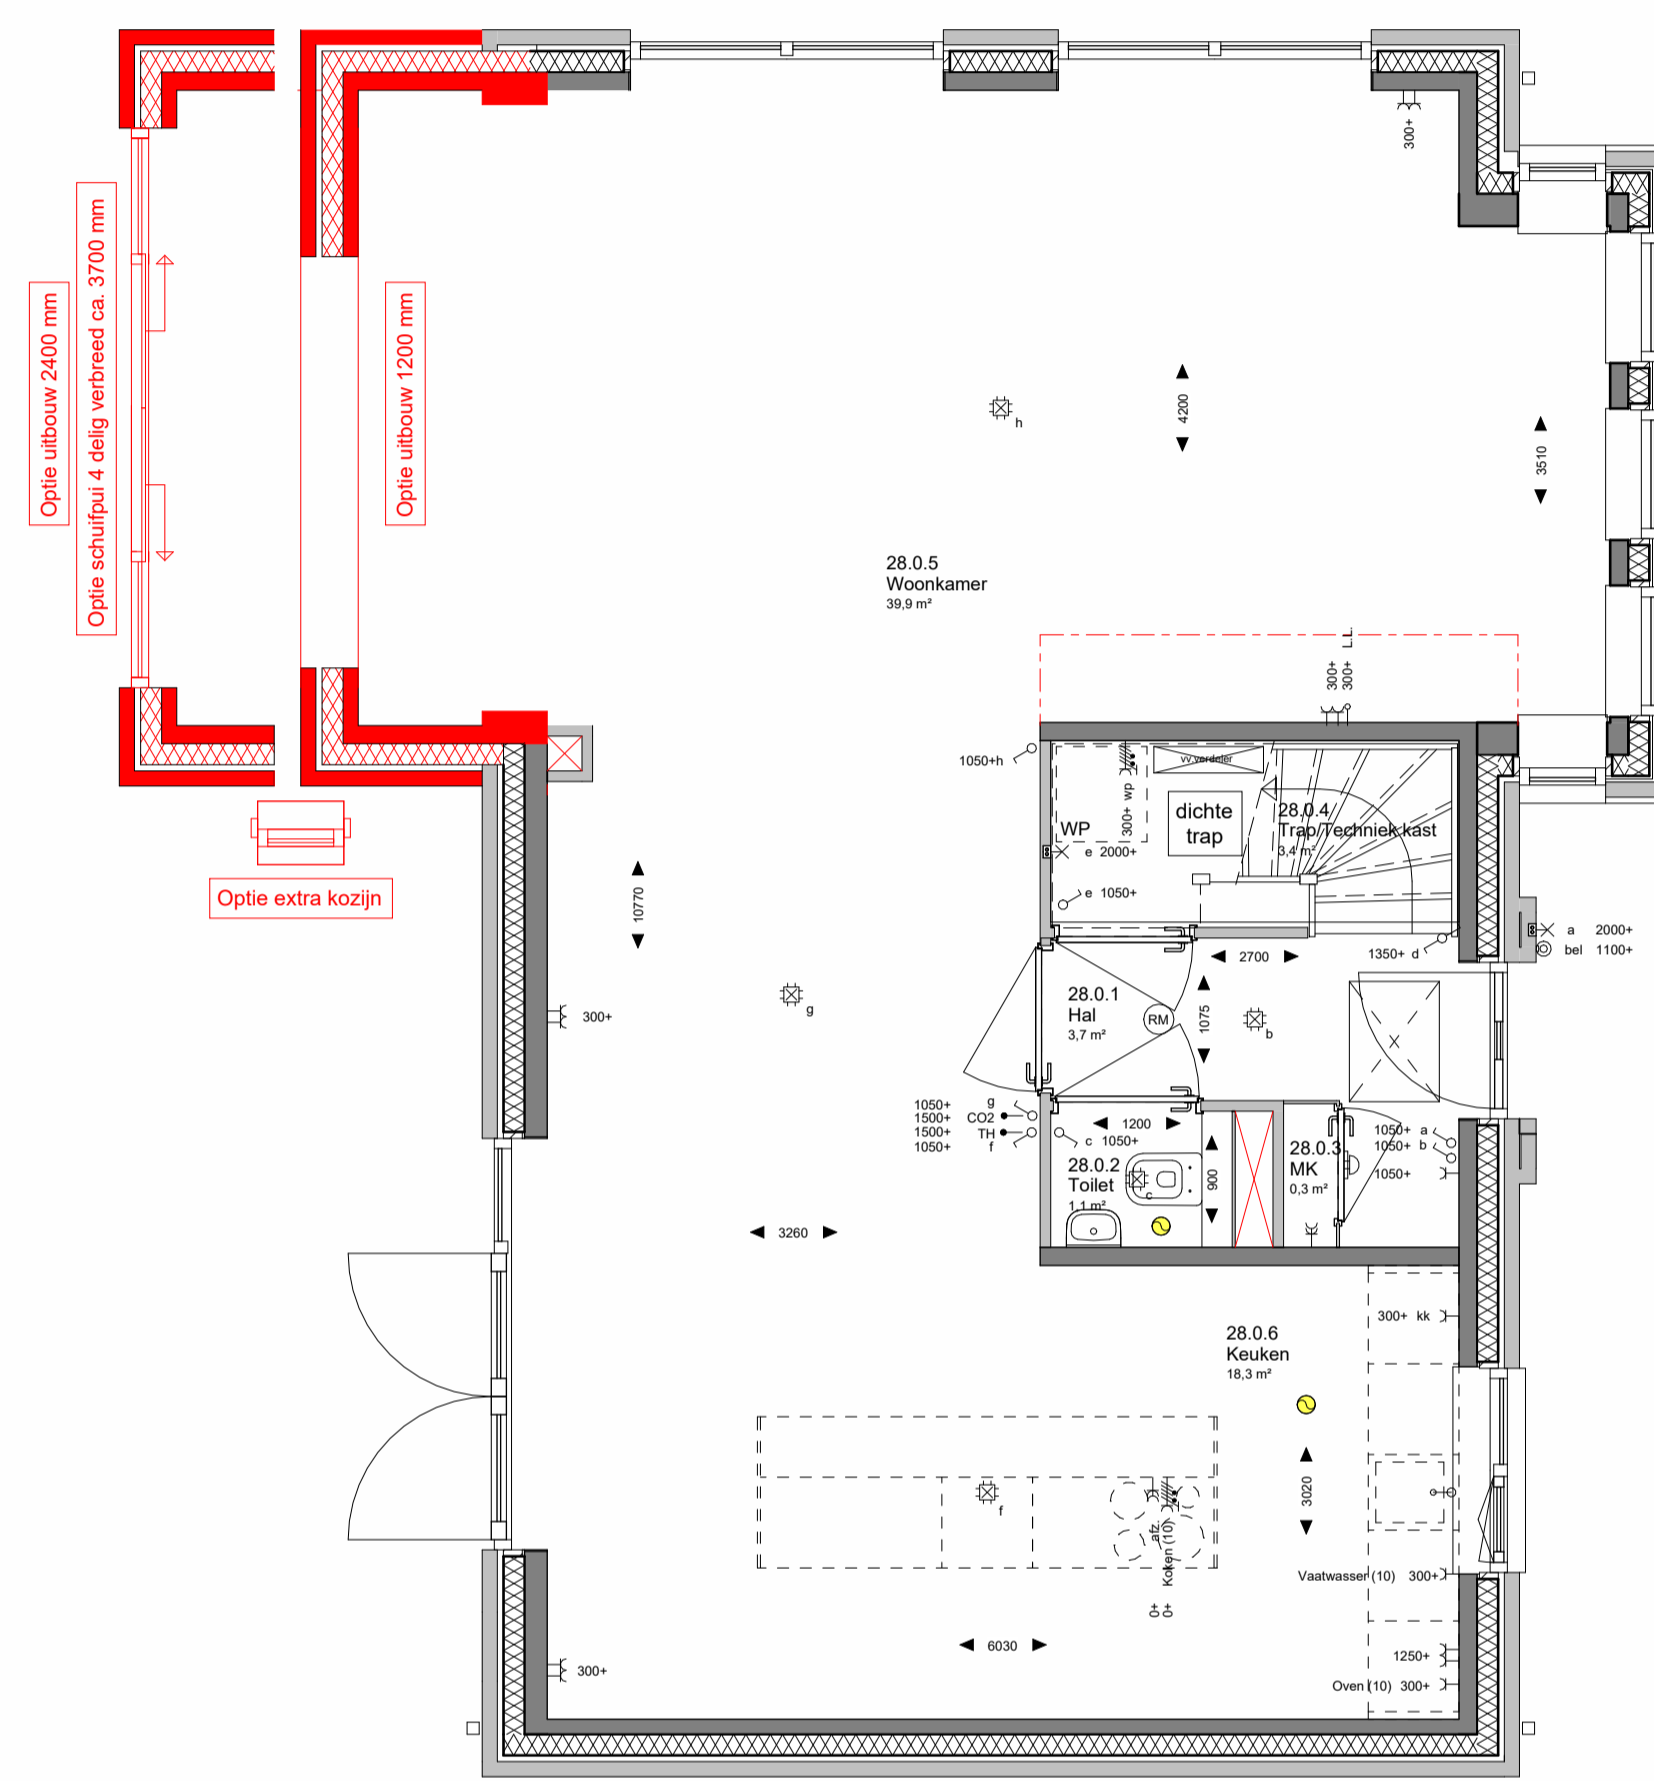 300+
Optie uitbouw 2400 mm
Optie schuifpui 4 delig verbreed ca. 3700 mm
Optie uitbouw 1200 mm
4200
h
3510
28.0.5
Woonkamer
39,9 m²
L.L.
300+
300+
1050+h
vv.verdeler
300+ wp
WP
dichte
trap
28.0.4
Trap/Techniek kast
3,4 m²
e 2000+
e 1050+
Optie extra kozijn
10770
a 2000+
bel 1100+
1350+ d
2700
28.0.1
Hal
3,7 m²
RM
1075
b
g
300+
1050+ g
1500+ CO2
1500+ TH
1050+ f
c 1050+
1200
28.0.2
Toilet
1,1 m²
c
900
28.0.3
MK
0,3 m²
1050+ a
1050+ b
1050+
3260
300+ kk
28.0.6
Keuken
18,3 m²
f
3020
0+ afz.
0+ Koken (10)
Vaatwasser (10) 300+
6030
300+
1250+
Oven (10) 300+